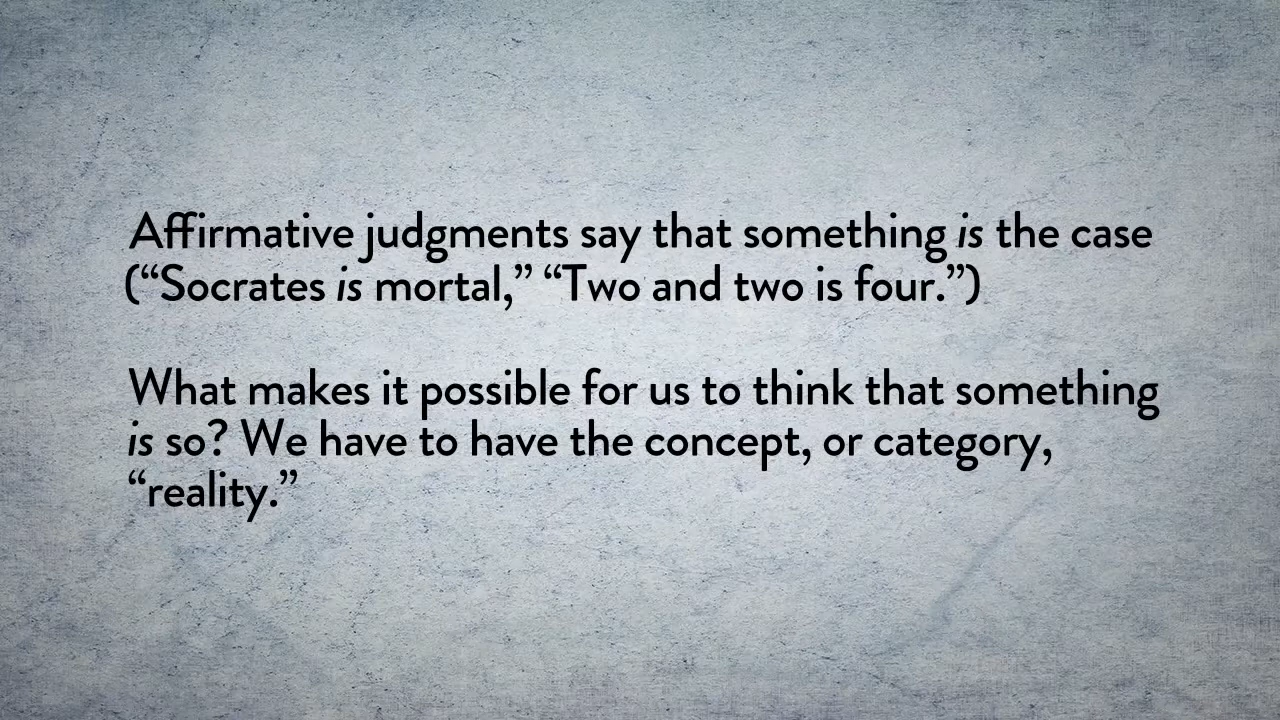 Affirmative judgments say that something is the case
(“Socrates is mortal,” “Two and two is four.”)
What makes it possible for us to think that something
is so? We have to have the concept, or category,
“reality.”